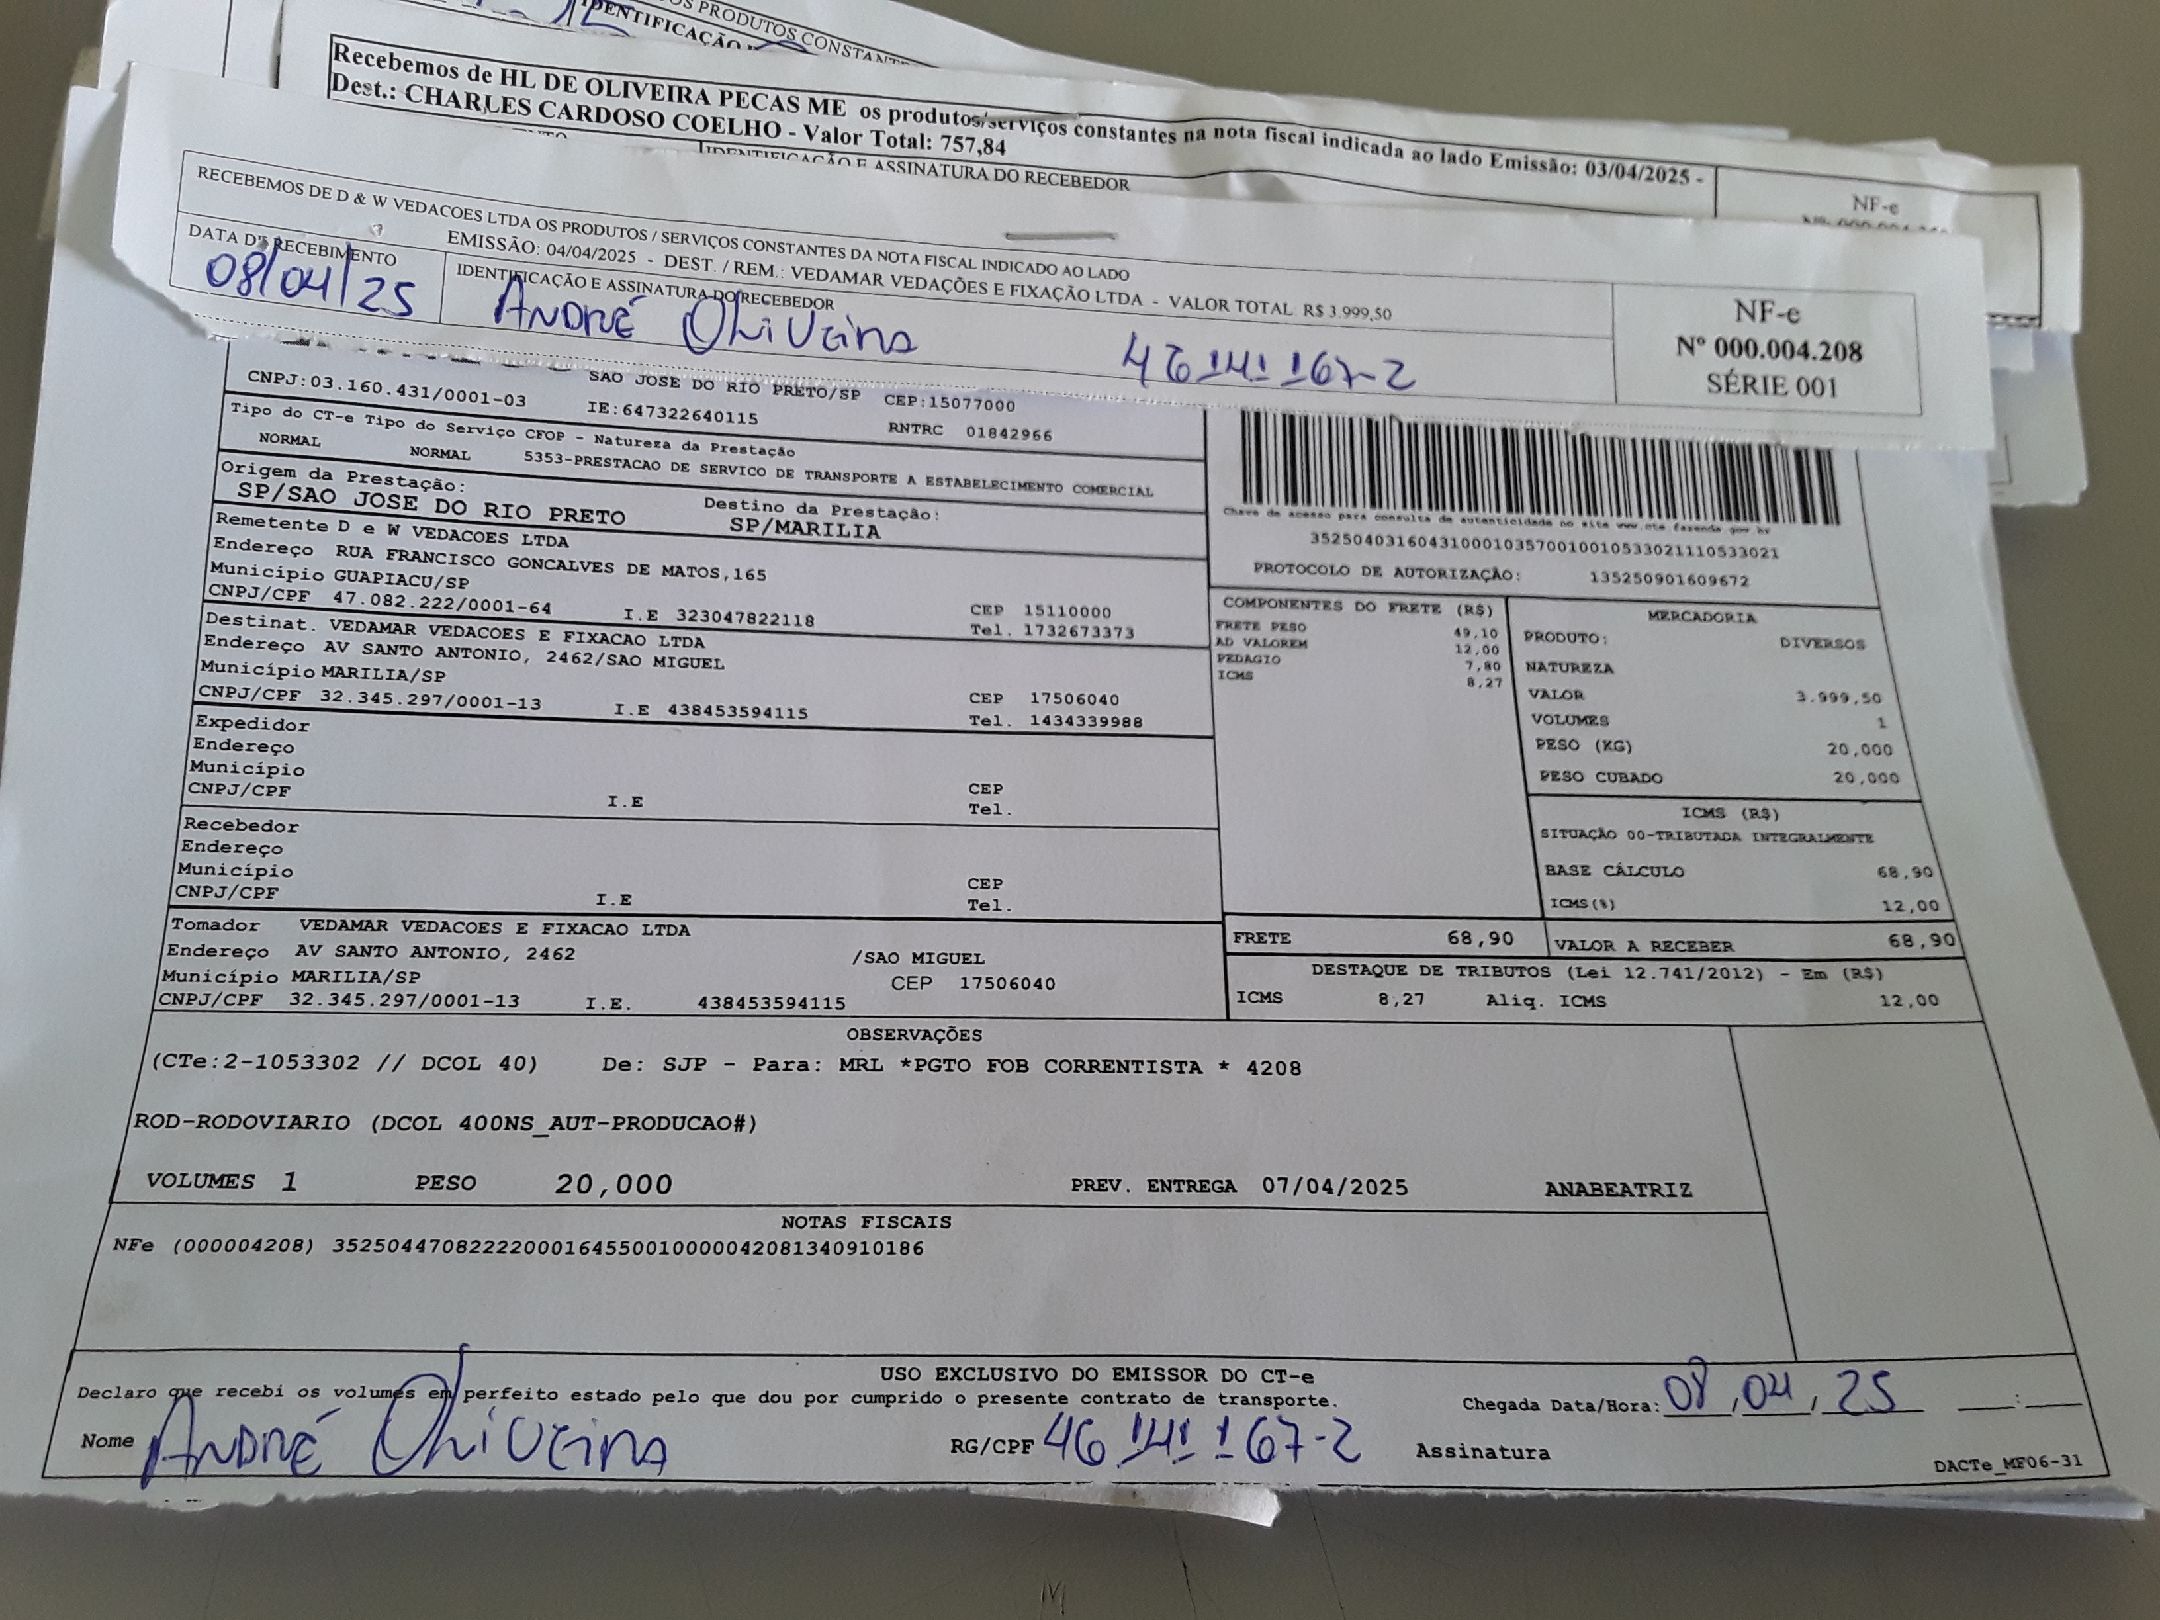 OS PRODUTOS CONSTANT
IDENTIFICAÇÃO
Recebemos de HL DE OLIVEIRA PECAS ME os produtos/serviços constantes na nota fiscal indicada ao lado Emissão: 03/04/2025 -
Dest.: CHARLES CARDOSO COELHO - Valor Total: 757,84
IDENTIFICAÇÃO E ASSINATURA DO RECEBEDOR
NF-e
RECEBEMOS DE D & W VEDACOES LTDA OS PRODUTOS / SERVIÇOS CONSTANTES DA NOTA FISCAL INDICADO AO LADO
EMISSÃO: 04/04/2025 - DEST. / REM.: VEDAMAR VEDAÇÕES E FIXAÇÃO LTDA - VALOR TOTAL R$ 3.999,50
DATA DE RECEBIMENTO
08/04/25
IDENTIFICAÇÃO E ASSINATURA DO RECEBEDOR
ANDRÉ OLIVEIRA 46 141 167-2
NF-e
Nº 000.004.208
SÉRIE 001
SAO JOSE DO RIO PRETO/SP CEP:15077000
CNPJ:03.160.431/0001-03 IE:647322640115 RNTRC 01842966
Tipo do CT-e Tipo do Serviço CFOP - Natureza da Prestação
NORMAL NORMAL 5353-PRESTACAO DE SERVICO DE TRANSPORTE A ESTABELECIMENTO COMERCIAL
Origem da Prestação: Destino da Prestação:
SP/SAO JOSE DO RIO PRETO SP/MARILIA
Remetente D e W VEDACOES LTDA
Endereço RUA FRANCISCO GONCALVES DE MATOS,165
Município GUAPIACU/SP CEP 15110000
CNPJ/CPF 47.082.222/0001-64 I.E 323047822118 Tel. 1732673373
Destinat. VEDAMAR VEDACOES E FIXACAO LTDA
Endereço AV SANTO ANTONIO, 2462/SAO MIGUEL
Município MARILIA/SP CEP 17506040
CNPJ/CPF 32.345.297/0001-13 I.E 438453594115 Tel. 1434339988
Expedidor
Endereço
Município CEP
CNPJ/CPF I.E Tel.
Recebedor
Endereço
Município CEP
CNPJ/CPF I.E Tel.
Tomador VEDAMAR VEDACOES E FIXACAO LTDA
Endereço AV SANTO ANTONIO, 2462 /SAO MIGUEL
Município MARILIA/SP CEP 17506040
CNPJ/CPF 32.345.297/0001-13 I.E. 438453594115
Chave de acesso para consulta de autenticidade no site www.cte.fazenda.gov.br
35250403160431000103570010010533021110533021
PROTOCOLO DE AUTORIZAÇÃO: 135250901609672
COMPONENTES DO FRETE (R$)
FRETE PESO 49,10
AD VALOREM 12,00
PEDAGIO 7,80
ICMS 8,27
MERCADORIA
PRODUTO: DIVERSOS
NATUREZA
VALOR 3.999,50
VOLUMES 1
PESO (KG) 20,000
PESO CUBADO 20,000
ICMS (R$)
SITUAÇÃO 00-TRIBUTADA INTEGRALMENTE
BASE CÁLCULO 68,90
ICMS(%) 12,00
FRETE 68,90 VALOR A RECEBER 68,90
DESTAQUE DE TRIBUTOS (Lei 12.741/2012) - Em (R$)
ICMS 8,27 Aliq. ICMS 12,00
OBSERVAÇÕES
(CTe:2-1053302 // DCOL 40) De: SJP - Para: MRL *PGTO FOB CORRENTISTA * 4208
ROD-RODOVIARIO (DCOL 400NS_AUT-PRODUCAO#)
VOLUMES 1 PESO 20,000 PREV. ENTREGA 07/04/2025 ANABEATRIZ
NOTAS FISCAIS
NFe (000004208) 35250447082222000164550010000042081340910186
USO EXCLUSIVO DO EMISSOR DO CT-e
Declaro que recebi os volumes em perfeito estado pelo que dou por cumprido o presente contrato de transporte.
Chegada Data/Hora: 08,04,25 :
Nome ANDRÉ OLIVEIRA RG/CPF 46 141 167-2 Assinatura
DACTe_MF06-31